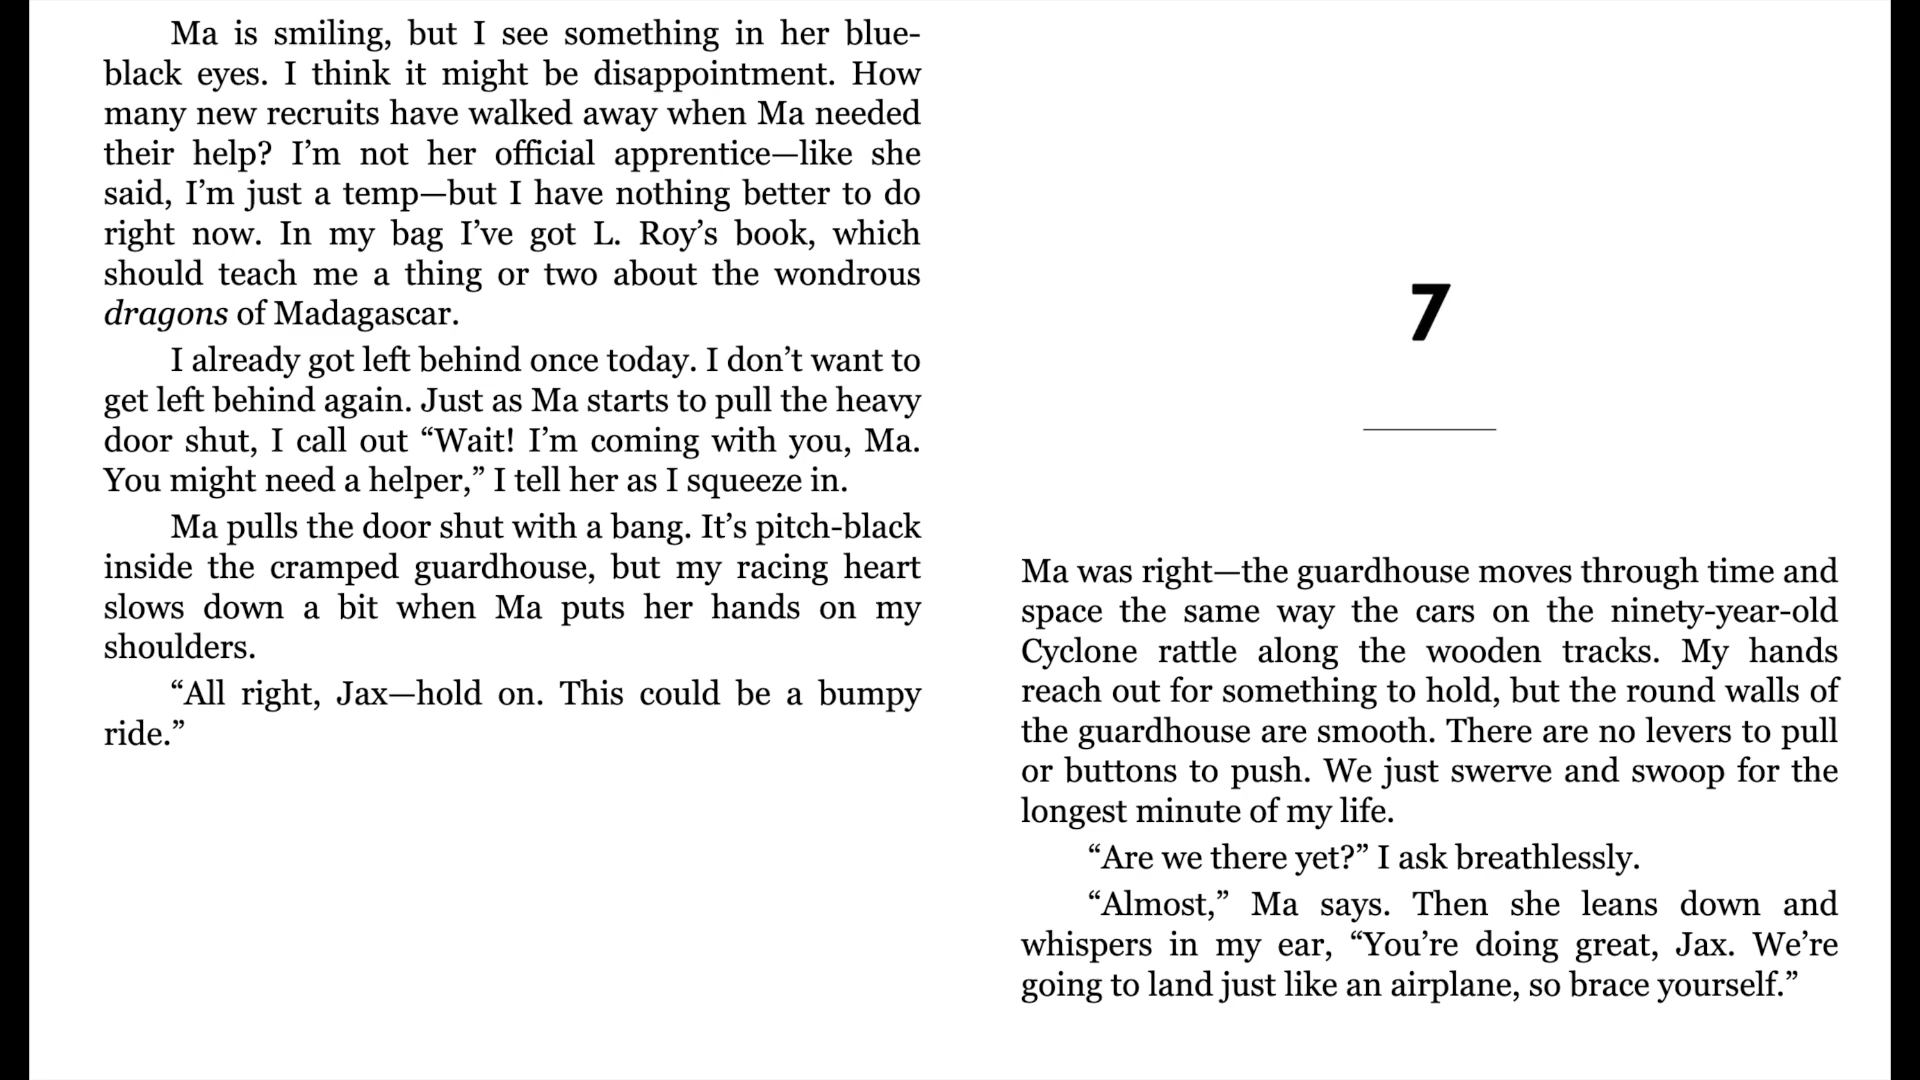 Ma is smiling, but I see something in her blue-
black eyes. I think it might be disappointment. How
many new recruits have walked away when Ma needed
their help? I’m not her official apprentice—like she
said, I’m just a temp—but I have nothing better to do
right now. In my bag I’ve got L. Roy’s book, which
should teach me a thing or two about the wondrous
dragons of Madagascar.
I already got left behind once today. I don’t want to
get left behind again. Just as Ma starts to pull the heavy
door shut, I call out “Wait! I’m coming with you, Ma.
You might need a helper,” I tell her as I squeeze in.
Ma pulls the door shut with a bang. It’s pitch-black
inside the cramped guardhouse, but my racing heart
slows down a bit when Ma puts her hands on my
shoulders.
“All right, Jax—hold on. This could be a bumpy
ride.”
7
Ma was right—the guardhouse moves through time and
space the same way the cars on the ninety-year-old
Cyclone rattle along the wooden tracks. My hands
reach out for something to hold, but the round walls of
the guardhouse are smooth. There are no levers to pull
or buttons to push. We just swerve and swoop for the
longest minute of my life.
“Are we there yet?” I ask breathlessly.
“Almost,” Ma says. Then she leans down and
whispers in my ear, “You’re doing great, Jax. We’re
going to land just like an airplane, so brace yourself.”